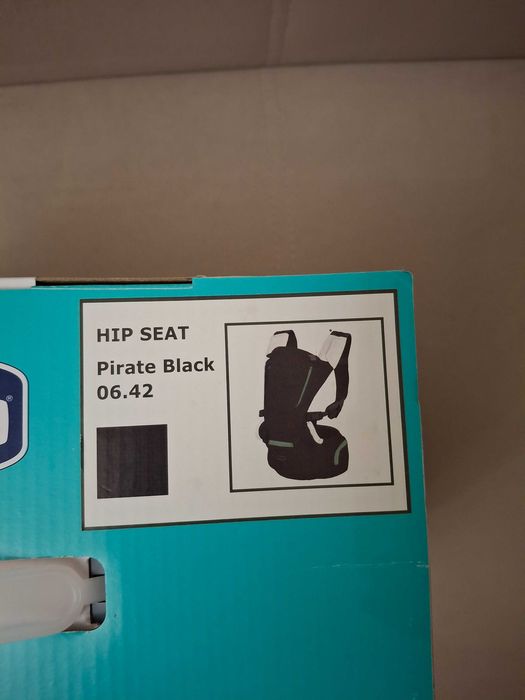 HIP SEAT
Pirate Black
06.42
®